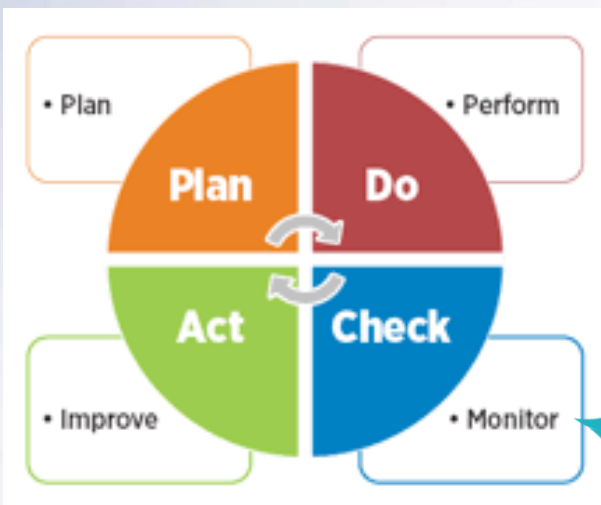 • Plan
• Perform
Plan
Do
Act
Check
• Improve
• Monitor